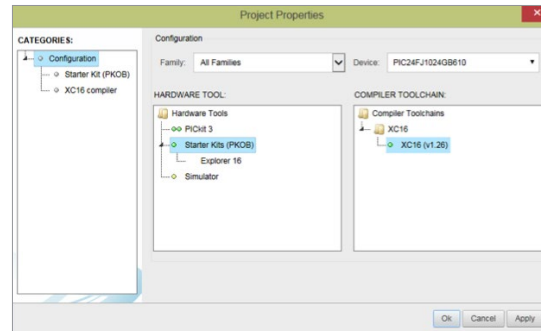 Project Properties
CATEGORIES:
Configuration
Starter Kit (PKOB)
XC16 compiler
Configuration
Family:
All Families
Device:
PIC24FJ1024GB610
HARDWARE TOOL:
Hardware Tools
PICkit 3
Starter Kits (PKOB)
Explorer 16
Simulator
COMPILER TOOLCHAIN:
Compiler Toolchains
XC16
XC16 (v1.26)
Ok
Cancel
Apply